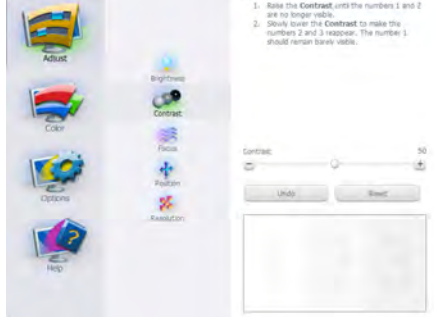 Adjust
Color
Options
Help
Brightness
Contrast
Focus
Position
Resolution
1. Raise the Contrast until the numbers 1 and 2
are no longer visible.
2. Slowly lower the Contrast to make the
numbers 2 and 3 reappear. The number 1
should remain barely visible.
Contrast: 50
Undo Reset